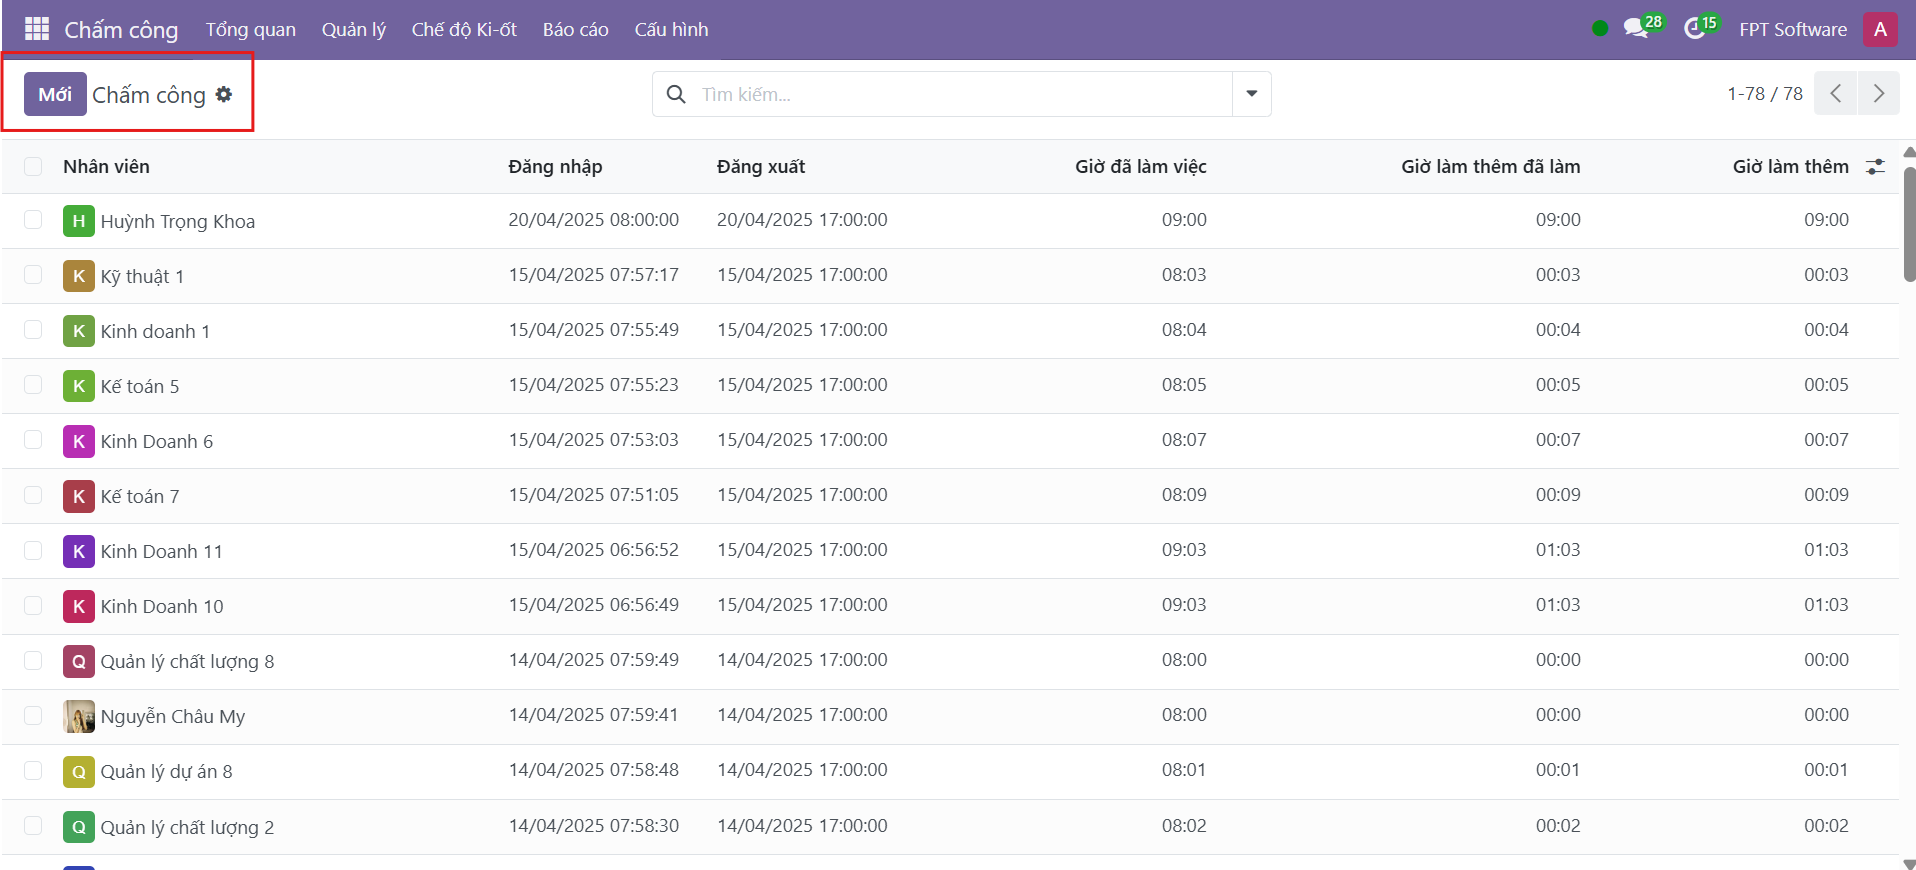 Chấm công Tổng quan Quản lý Chế độ Ki-ốt Báo cáo Cấu hình 28 15 FPT Software A
Mới Chấm công Tìm kiếm... 1-78 / 78
Nhân viên Đăng nhập Đăng xuất Giờ đã làm việc Giờ làm thêm đã làm Giờ làm thêm
H Huỳnh Trọng Khoa 20/04/2025 08:00:00 20/04/2025 17:00:00 09:00 09:00 09:00
K Kỹ thuật 1 15/04/2025 07:57:17 15/04/2025 17:00:00 08:03 00:03 00:03
K Kinh doanh 1 15/04/2025 07:55:49 15/04/2025 17:00:00 08:04 00:04 00:04
K Kế toán 5 15/04/2025 07:55:23 15/04/2025 17:00:00 08:05 00:05 00:05
K Kinh Doanh 6 15/04/2025 07:53:03 15/04/2025 17:00:00 08:07 00:07 00:07
K Kế toán 7 15/04/2025 07:51:05 15/04/2025 17:00:00 08:09 00:09 00:09
K Kinh Doanh 11 15/04/2025 06:56:52 15/04/2025 17:00:00 09:03 01:03 01:03
K Kinh Doanh 10 15/04/2025 06:56:49 15/04/2025 17:00:00 09:03 01:03 01:03
Q Quản lý chất lượng 8 14/04/2025 07:59:49 14/04/2025 17:00:00 08:00 00:00 00:00
Nguyễn Châu My 14/04/2025 07:59:41 14/04/2025 17:00:00 08:00 00:00 00:00
Q Quản lý dự án 8 14/04/2025 07:58:48 14/04/2025 17:00:00 08:01 00:01 00:01
Q Quản lý chất lượng 2 14/04/2025 07:58:30 14/04/2025 17:00:00 08:02 00:02 00:02